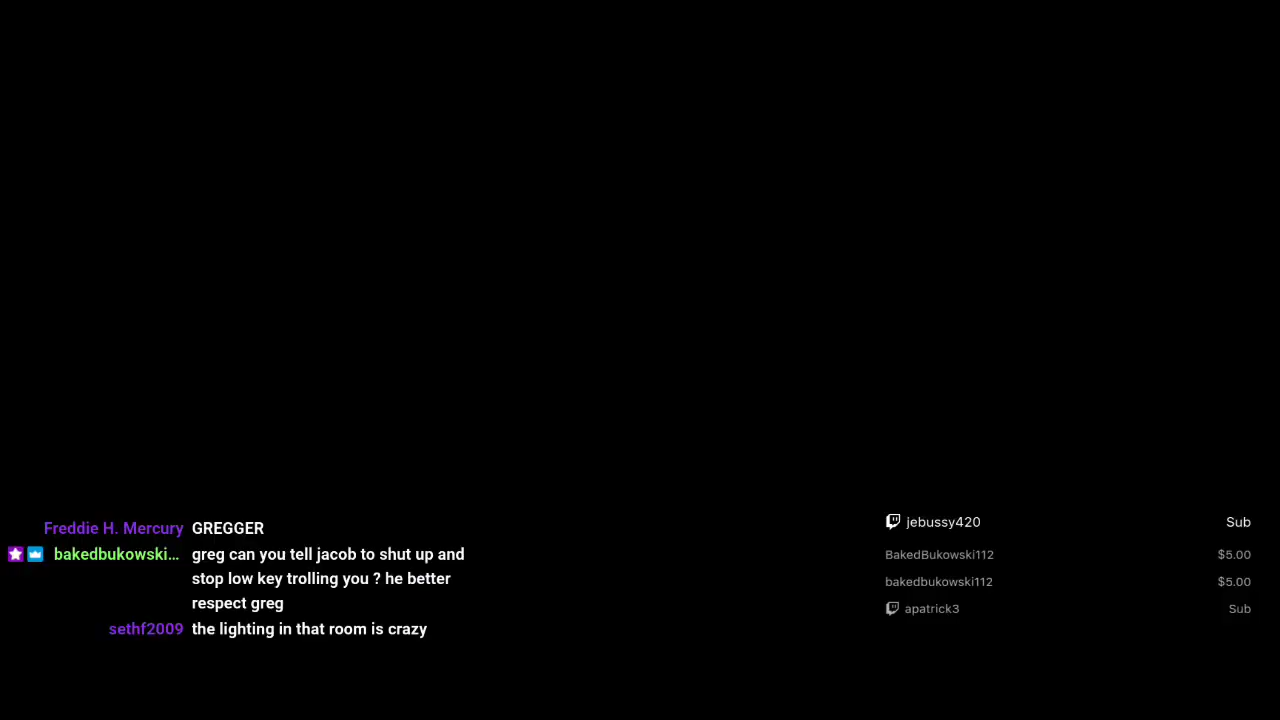 Freddie H. Mercury GREGGER
bakedbukowski... greg can you tell jacob to shut up and
stop low key trolling you ? he better
respect greg
sethf2009 the lighting in that room is crazy
jebussy420 Sub
BakedBukowski112 $5.00
bakedbukowski112 $5.00
apatrick3 Sub